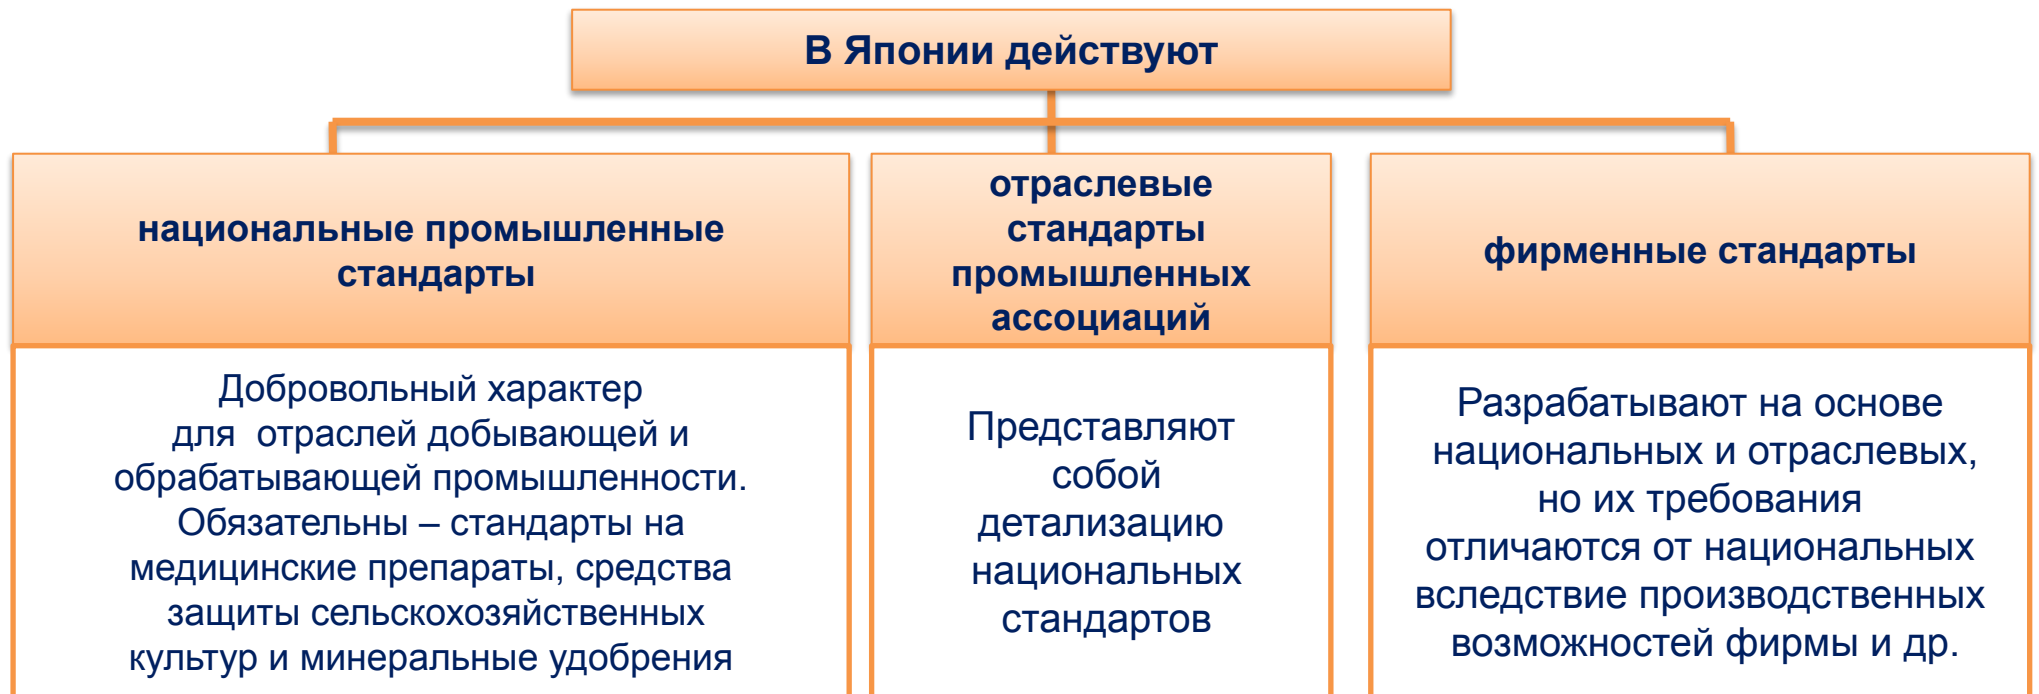 В Японии действуют
национальные промышленные
стандарты
отраслевые
стандарты
промышленных
ассоциаций
фирменные стандарты
Добровольный характер
для отраслей добывающей и
обрабатывающей промышленности.
Обязательны – стандарты на
медицинские препараты, средства
защиты сельскохозяйственных
культур и минеральные удобрения
Представляют
собой
детализацию
национальных
стандартов
Разрабатывают на основе
национальных и отраслевых,
но их требования
отличаются от национальных
вследствие производственных
возможностей фирмы и др.